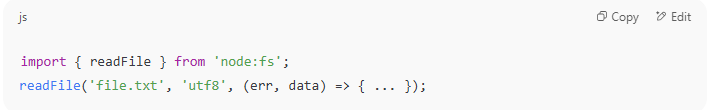 js
Copy
Edit
import { readFile } from 'node:fs';
readFile('file.txt', 'utf8', (err, data) => { ... });